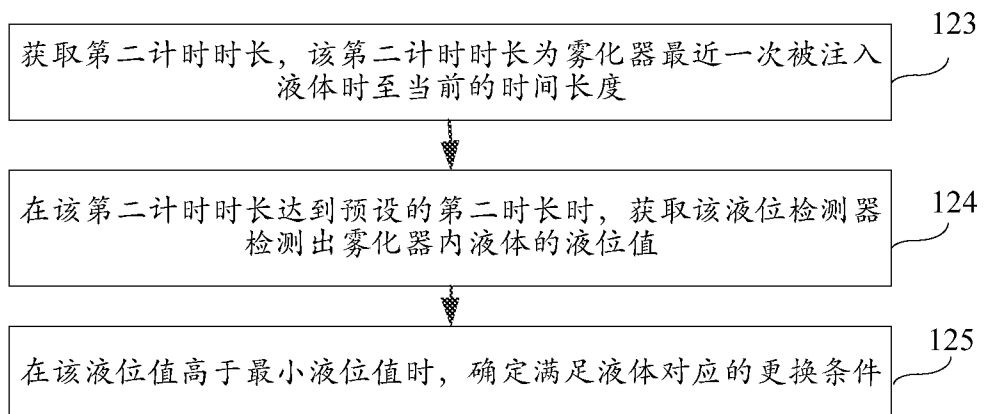 123
获取第二计时时长，该第二计时时长为雾化器最近一次被注入
液体时至当前的时间长度
124
在该第二计时时长达到预设的第二时长时，获取该液位检测器
检测出雾化器内液体的液位值
125
在该液位值高于最小液位值时，确定满足液体对应的更换条件